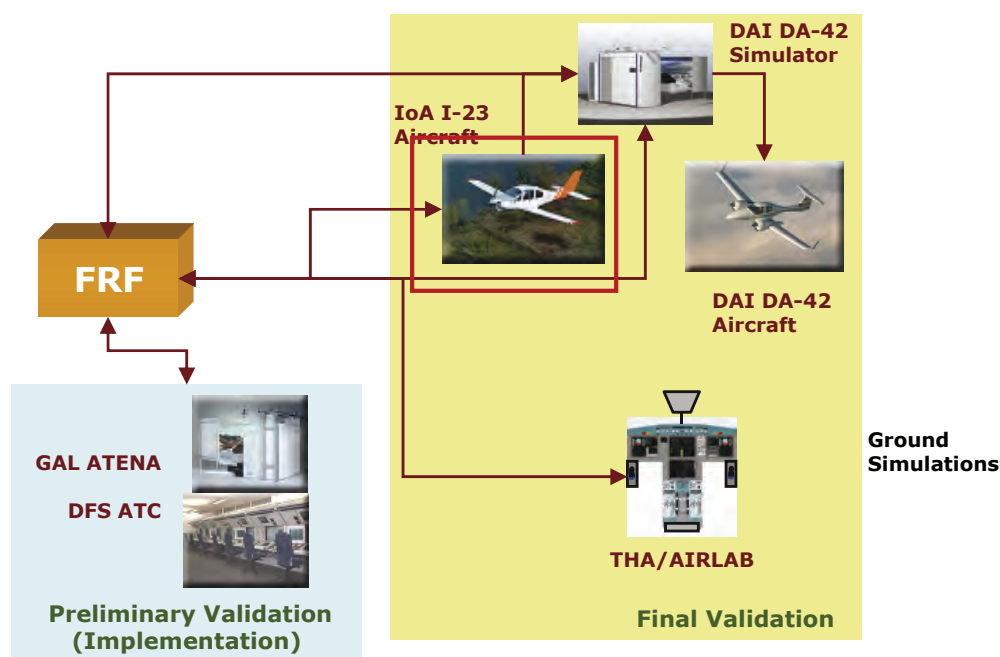 DAI DA-42
Simulator
IoA I-23
Aircraft
FRF
DAI DA-42
Aircraft
GAL ATENA
DFS ATC
Ground
Simulations
THA/AIRLAB
Preliminary Validation
(Implementation)
Final Validation